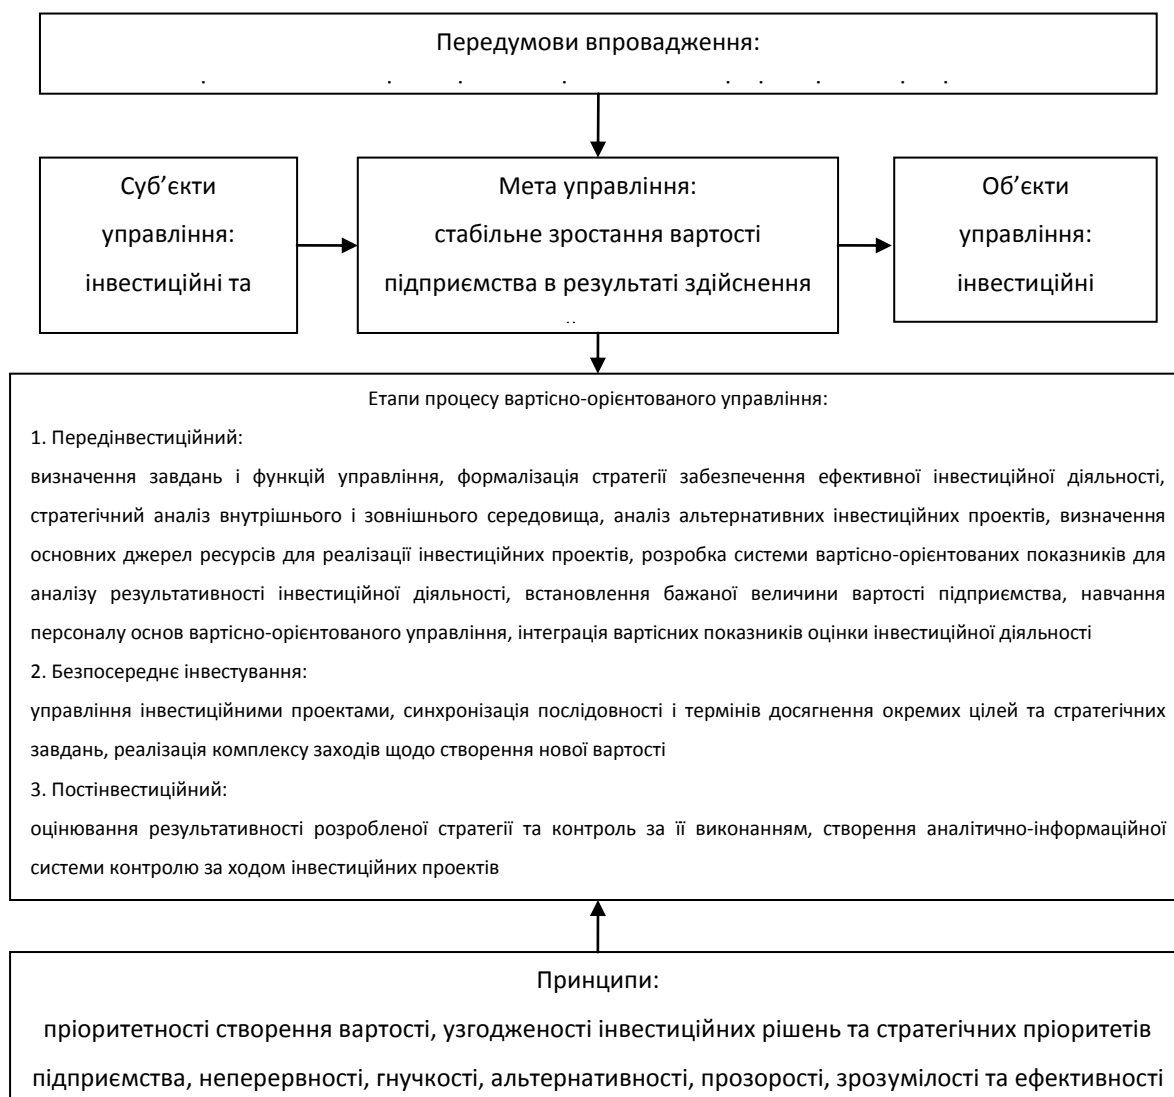 Передумови впровадження:
Суб’єкти
управління:
інвестиційні та
Мета управління:
стабільне зростання вартості
підприємства в результаті здійснення
Об’єкти
управління:
інвестиційні
Етапи процесу вартісно-орієнтованого управління:
1. Передінвестиційний:
визначення завдань і функцій управління, формалізація стратегії забезпечення ефективної інвестиційної діяльності,
стратегічний аналіз внутрішнього і зовнішнього середовища, аналіз альтернативних інвестиційних проектів, визначення
основних джерел ресурсів для реалізації інвестиційних проектів, розробка системи вартісно-орієнтованих показників для
аналізу результативності інвестиційної діяльності, встановлення бажаної величини вартості підприємства, навчання
персоналу основ вартісно-орієнтованого управління, інтеграція вартісних показників оцінки інвестиційної діяльності
2. Безпосереднє інвестування:
управління інвестиційними проектами, синхронізація послідовності і термінів досягнення окремих цілей та стратегічних
завдань, реалізація комплексу заходів щодо створення нової вартості
3. Постінвестиційний:
оцінювання результативності розробленої стратегії та контроль за її виконанням, створення аналітично-інформаційної
системи контролю за ходом інвестиційних проектів
Принципи:
пріоритетності створення вартості, узгодженості інвестиційних рішень та стратегічних пріоритетів
підприємства, неперервності, гнучкості, альтернативності, прозорості, зрозумілості та ефективності